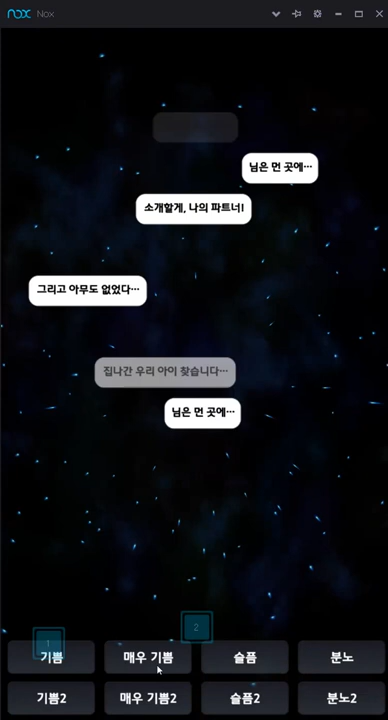 nox Nox
님은 먼 곳에…
소개할게, 나의 파트너!
그리고 아무도 없었다…
집나간 우리 아이 찾습니다…
님은 먼 곳에…
1
2
기쁨
매우 기쁨
슬픔
분노
기쁨2
매우 기쁨2
슬픔2
분노2